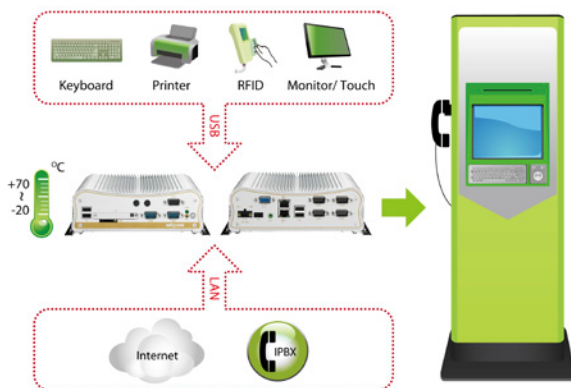 Keyboard
Printer
RFID
Monitor/ Touch
USB
°C
+70
~
-20
LAN
Internet
IPBX